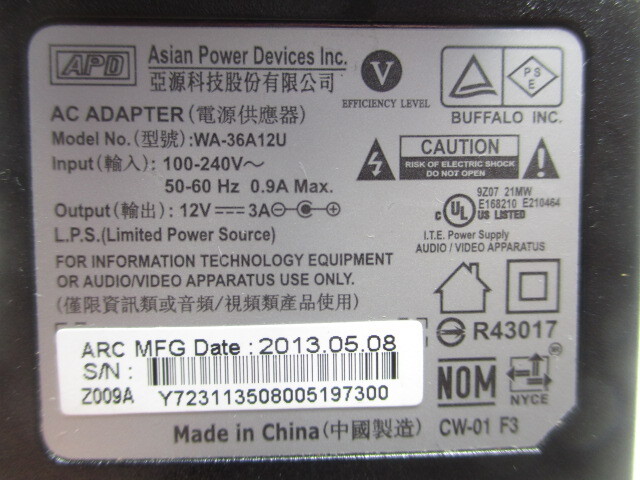 APD Asian Power Devices Inc.
亞源科技股份有限公司
V
EFFICIENCY LEVEL
PS
E
BUFFALO INC.
AC ADAPTER(電源供應器)
Model No.(型號):WA-36A12U
Input(輸入): 100-240V～
50-60 Hz 0.9A Max.
Output(輸出): 12V⎓3A
L.P.S.(Limited Power Source)
FOR INFORMATION TECHNOLOGY EQUIPMENT
OR AUDIO/VIDEO APPARATUS USE ONLY.
(僅限資訊類或音頻/視頻類產品使用)
CAUTION
RISK OF ELECTRIC SHOCK
DO NOT OPEN
9Z07 21MW
E168210 E210464
c UL US LISTED
I.T.E. Power Supply
AUDIO / VIDEO APPARATUS
R43017
ARC MFG Date : 2013.05.08
S/N :
Z009A Y723113508005197300
NOM
NYCE
Made in China(中國製造) CW-01 F3